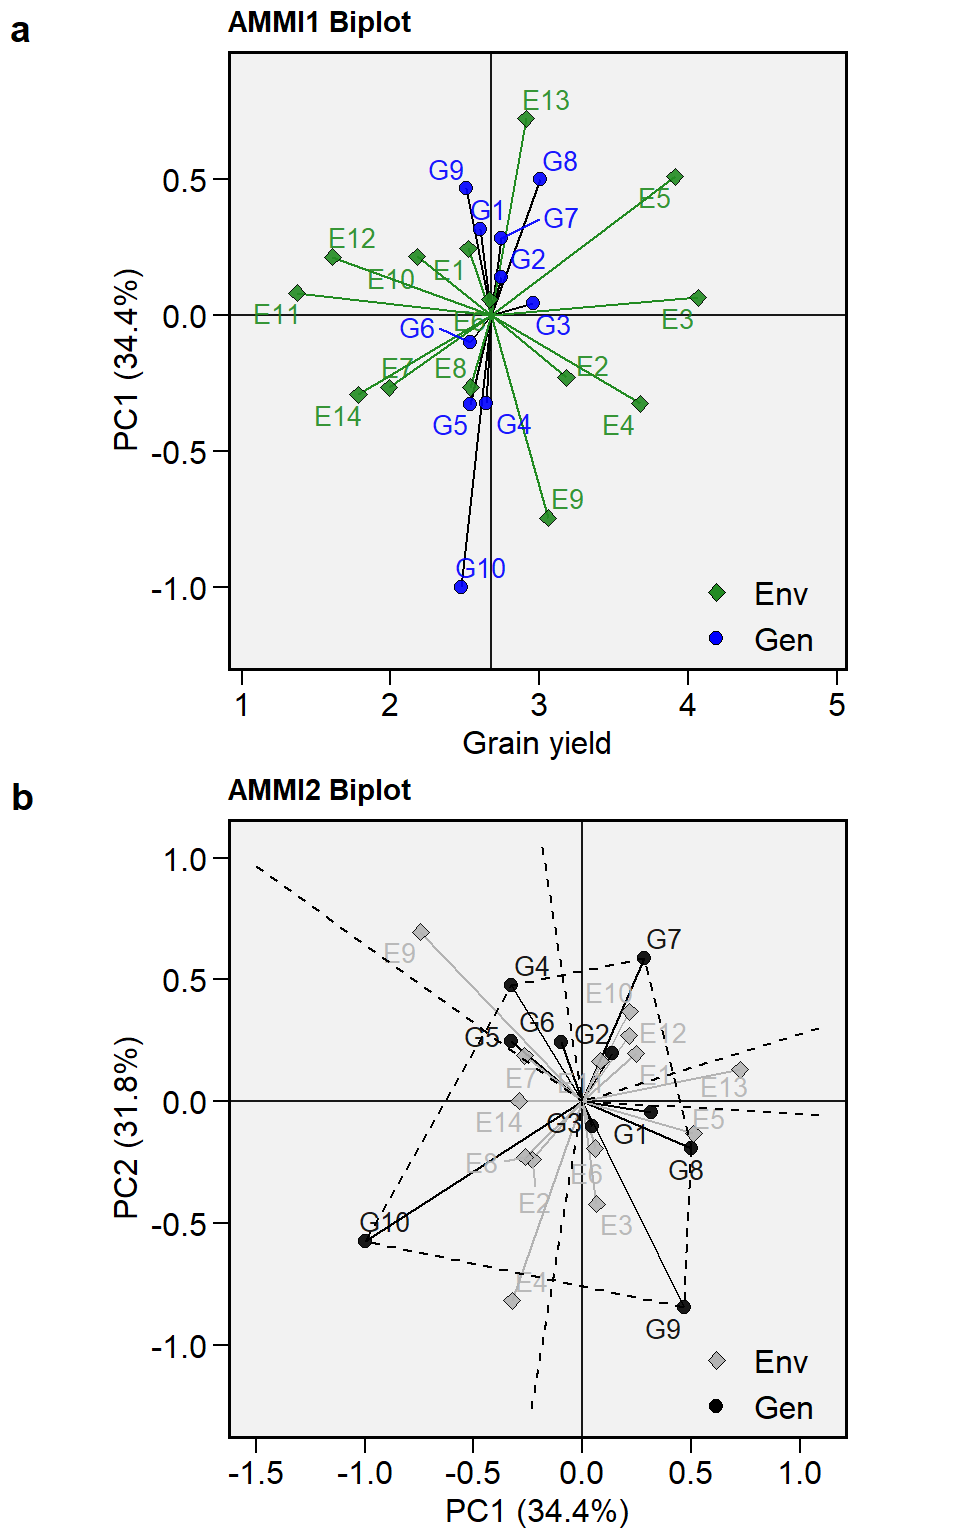 a
AMMI1 Biplot
E13
G9
G8
0.5
E5
G1
G7
E12
G2
E10
E1
E11
0.0
E6
G3
E3
G6
E7
E8
E2
E14
G5
G4
E4
-0.5
E9
G10
-1.0
Env
Gen
PC1 (34.4%)
1 2 3 4 5
Grain yield
b
AMMI2 Biplot
1.0
G7
E9
G4
0.5
E10
G6
G2
E12
G5
E7
E1
E13
0.0
E14
G3
G1
E5
E8
E6
G8
E2
E3
-0.5
G10
E4
G9
-1.0
Env
Gen
PC2 (31.8%)
-1.5 -1.0 -0.5 0.0 0.5 1.0
PC1 (34.4%)